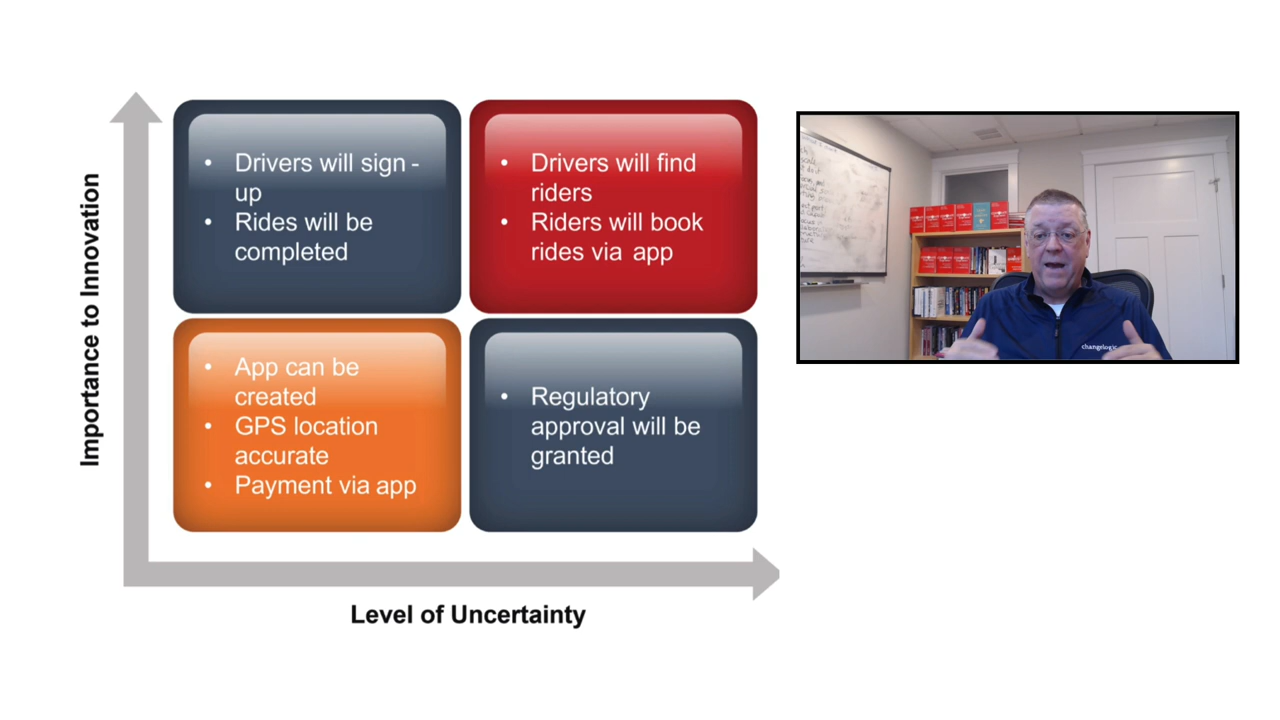 Importance to Innovation
• Drivers will sign -
up
• Rides will be
completed
• Drivers will find
riders
• Riders will book
rides via app
• App can be
created
• GPS location
accurate
• Payment via app
• Regulatory
approval will be
granted
Level of Uncertainty
changelogic